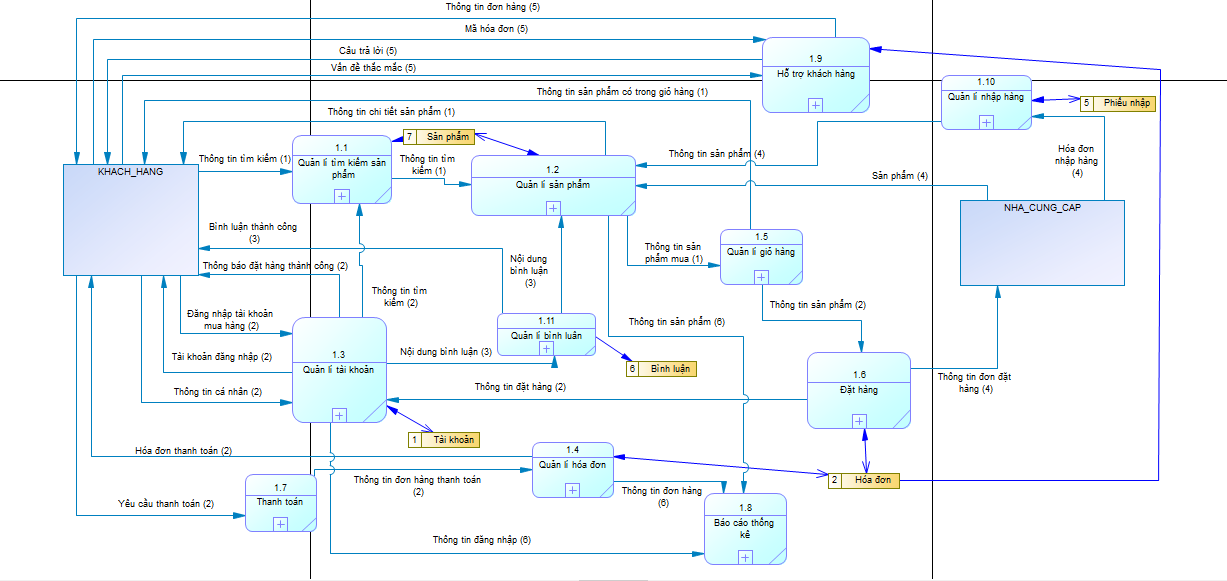 Thông tin đơn hàng (5)
Mã hóa đơn (5)
Câu trả lời (5)
Vấn đề thắc mắc (5)
1.9
Hỗ trợ khách hàng
1.10
Quản lí nhập hàng
5 Phiếu nhập
Thông tin sản phẩm có trong giỏ hàng (1)
Thông tin chi tiết sản phẩm (1)
7 Sản phẩm
KHACH_HANG
Thông tin tìm kiếm (1)
1.1
Quản lí tìm kiếm sản
phẩm
Thông tin tìm
kiếm (1)
1.2
Quản lí sản phẩm
Thông tin sản phẩm (4)
Sản phẩm (4)
Hóa đơn
nhập hàng
(4)
NHA_CUNG_CAP
Bình luận thành công
(3)
Thông báo đặt hàng thành công (2)
Nội dung
bình luận
(3)
Thông tin sản
phẩm mua (1)
1.5
Quản lí giỏ hàng
Thông tin tìm
kiếm (2)
Đăng nhập tài khoản
mua hàng (2)
Tài khoản đăng nhập (2)
Thông tin cá nhân (2)
1.3
Quản lí tài khoản
Nội dung bình luận (3)
1.11
Quản lí bình luân
6 Bình luận
Thông tin sản phẩm (6)
Thông tin sản phẩm (2)
1.6
Đặt hàng
Thông tin đơn đặt
hàng (4)
Thông tin đặt hàng (2)
1 Tài khoản
Hóa đơn thanh toán (2)
1.4
Quản lí hóa đơn
2 Hóa đơn
1.7
Thanh toán
Thông tin đơn hàng thanh toán
(2)
Thông tin đơn hàng
(6)
Yêu cầu thanh toán (2)
1.8
Báo cáo thống
kê
Thông tin đăng nhập (6)